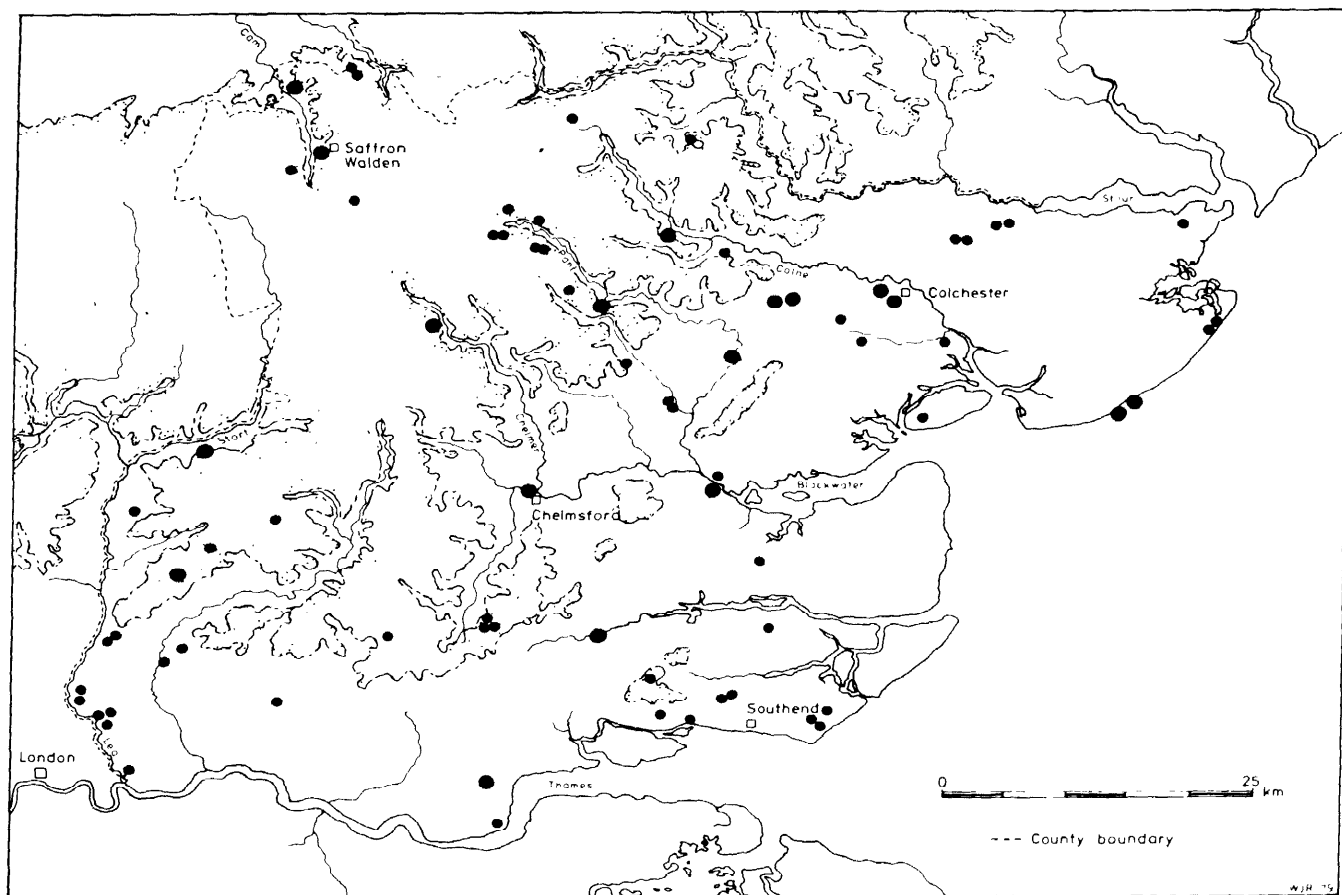 Cam
Saffron
Walden
Stour
Pant
Colne
Colchester
Chelmer
Stort
Blackwater
Chelmsford
Southend
Lea
London
Thames
0 25 km
--- County boundary